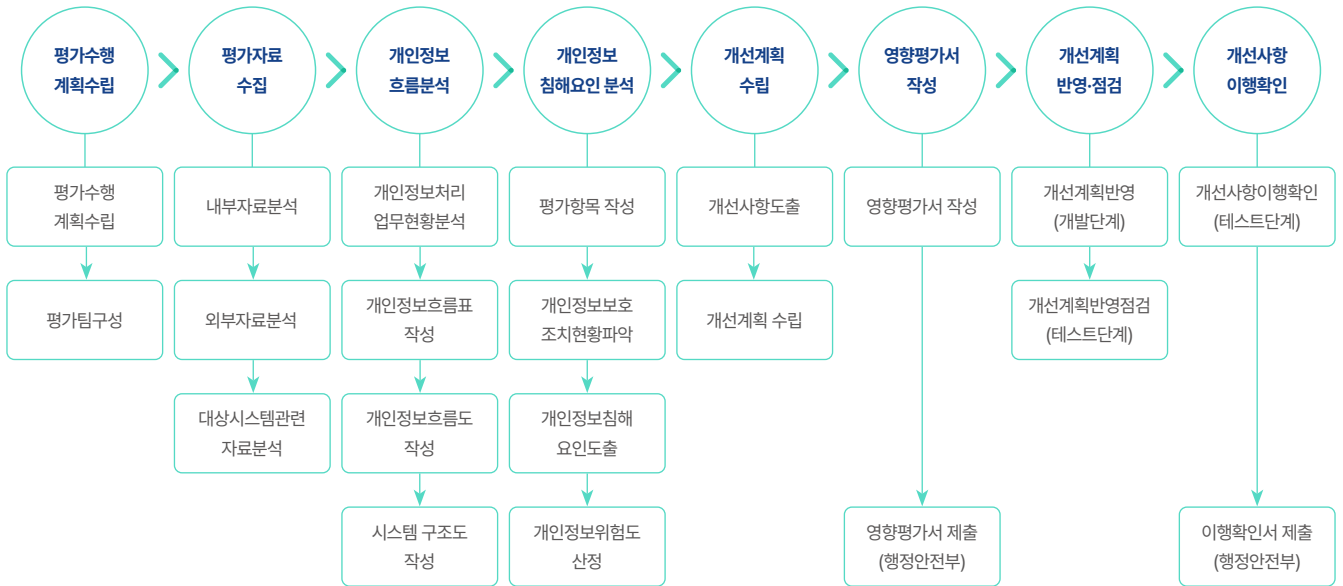 평가수행
계획수립
평가자료
수집
개인정보
흐름분석
개인정보
침해요인 분석
개선계획
수립
영향평가서
작성
개선계획
반영·점검
개선사항
이행확인
평가수행
계획수립
내부자료분석
개인정보처리
업무현황분석
평가항목 작성
개선사항도출
영향평가서 작성
개선계획반영
(개발단계)
개선사항이행확인
(테스트단계)
평가팀구성
외부자료분석
개인정보흐름표
작성
개인정보보호
조치현황파악
개선계획 수립
개선계획반영점검
(테스트단계)
대상시스템관련
자료분석
개인정보흐름도
작성
개인정보침해
요인도출
시스템 구조도
작성
개인정보위험도
산정
영향평가서 제출
(행정안전부)
이행확인서 제출
(행정안전부)